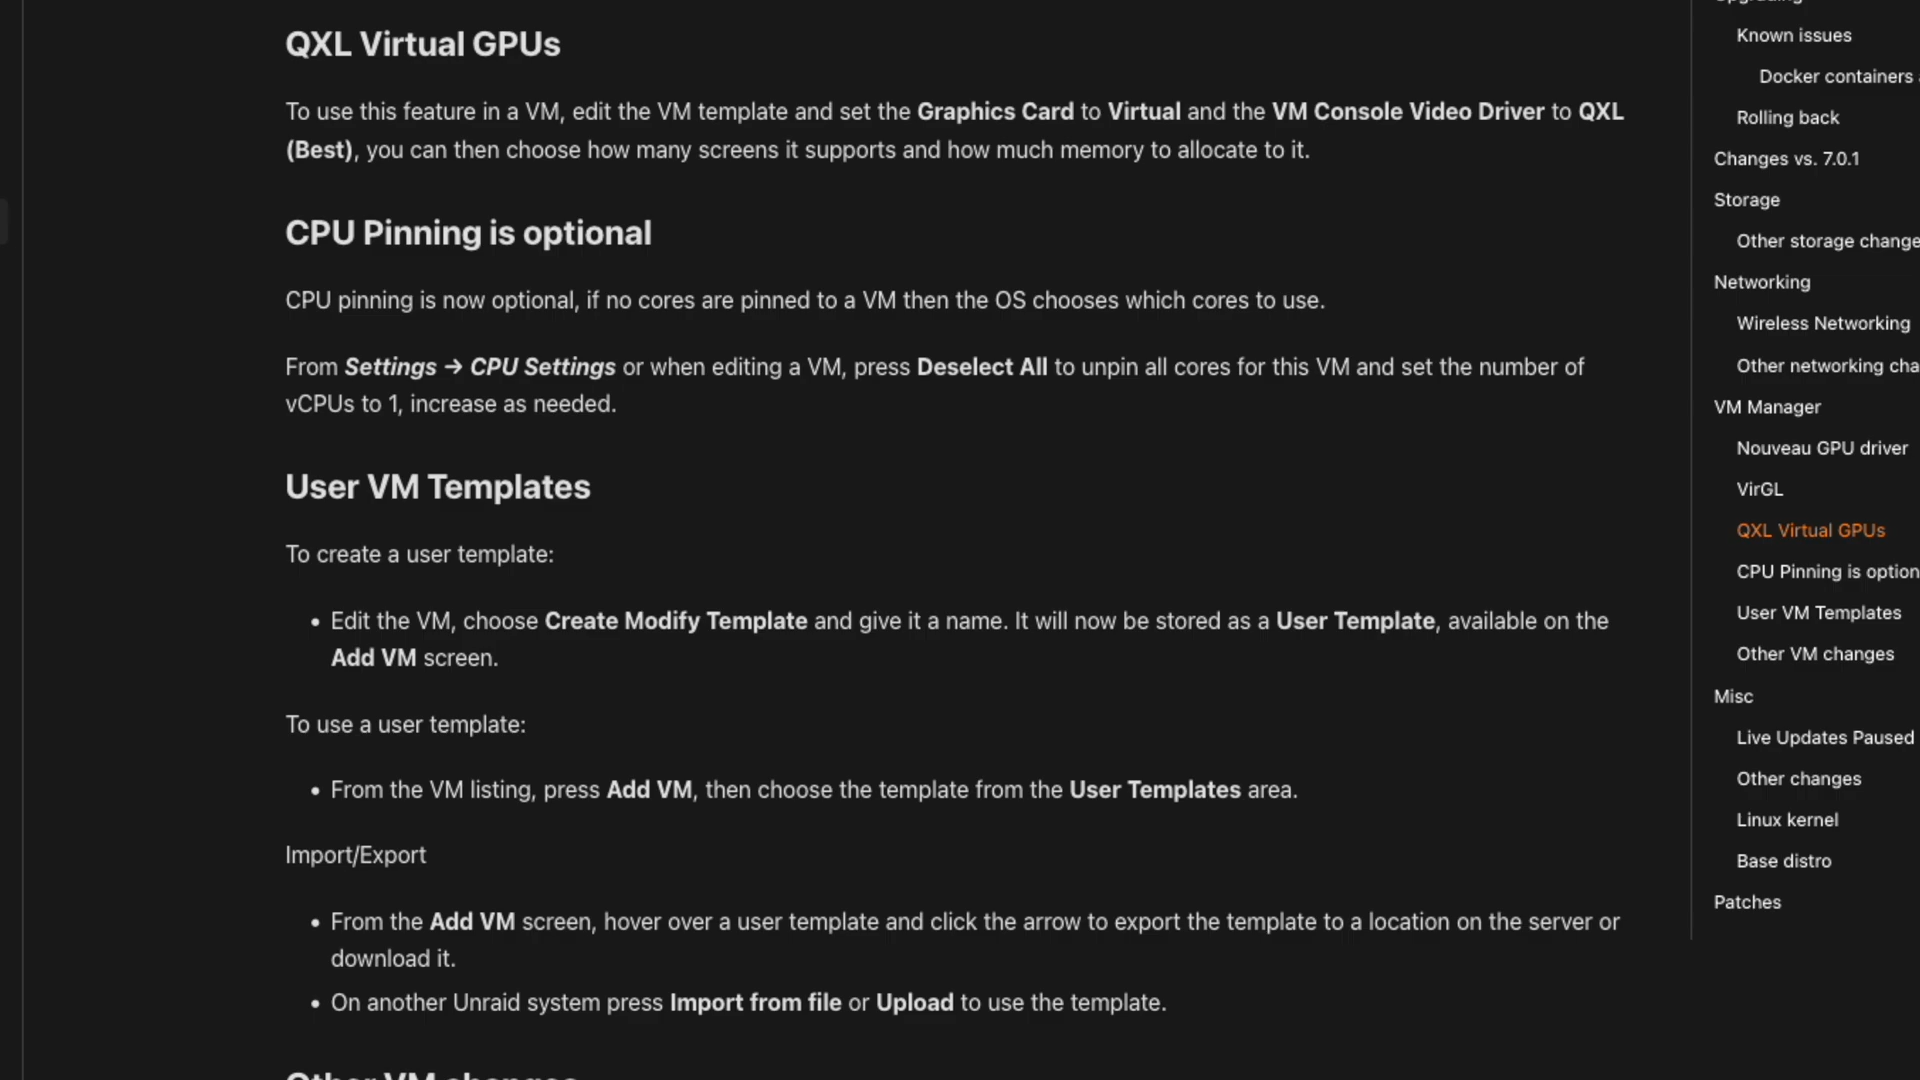 QXL Virtual GPUs
To use this feature in a VM, edit the VM template and set the Graphics Card to Virtual and the VM Console Video Driver to QXL
(Best), you can then choose how many screens it supports and how much memory to allocate to it.
CPU Pinning is optional
CPU pinning is now optional, if no cores are pinned to a VM then the OS chooses which cores to use.
From Settings → CPU Settings or when editing a VM, press Deselect All to unpin all cores for this VM and set the number of
vCPUs to 1, increase as needed.
User VM Templates
To create a user template:
• Edit the VM, choose Create Modify Template and give it a name. It will now be stored as a User Template, available on the
Add VM screen.
To use a user template:
• From the VM listing, press Add VM, then choose the template from the User Templates area.
Import/Export
• From the Add VM screen, hover over a user template and click the arrow to export the template to a location on the server or
download it.
• On another Unraid system press Import from file or Upload to use the template.
Other VM changes
Upgrading
Known issues
Docker containers
Rolling back
Changes vs. 7.0.1
Storage
Other storage change
Networking
Wireless Networking
Other networking cha
VM Manager
Nouveau GPU driver
VirGL
QXL Virtual GPUs
CPU Pinning is option
User VM Templates
Other VM changes
Misc
Live Updates Paused
Other changes
Linux kernel
Base distro
Patches